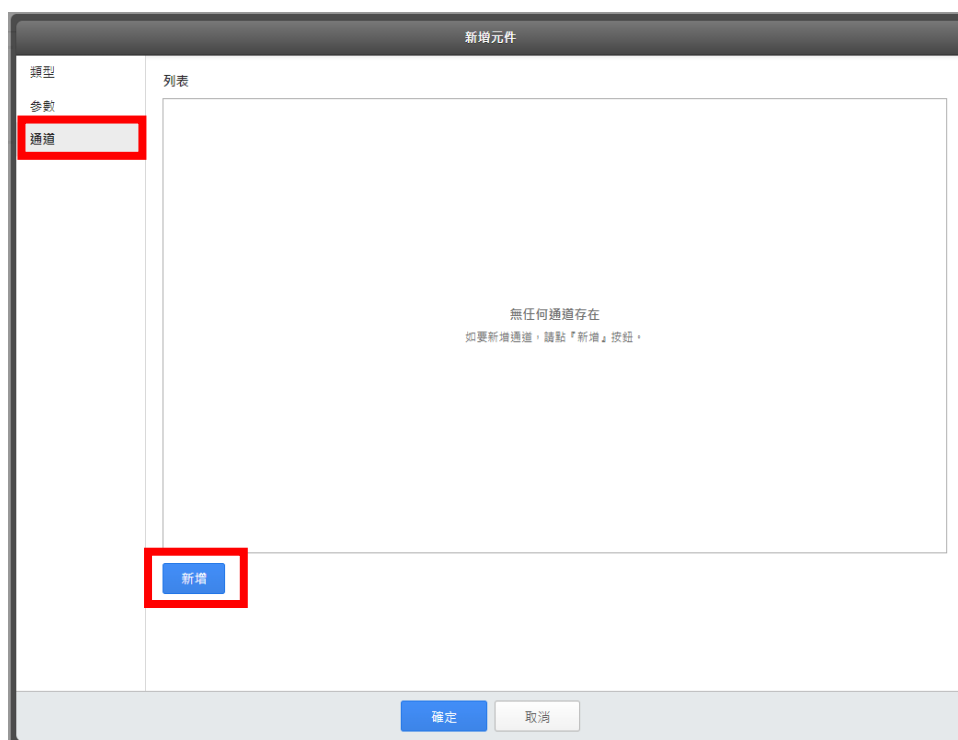 新增元件
類型
參數
通道
列表
無任何通道存在
如要新增通道，請點『新增』按鈕。
新增
確定
取消